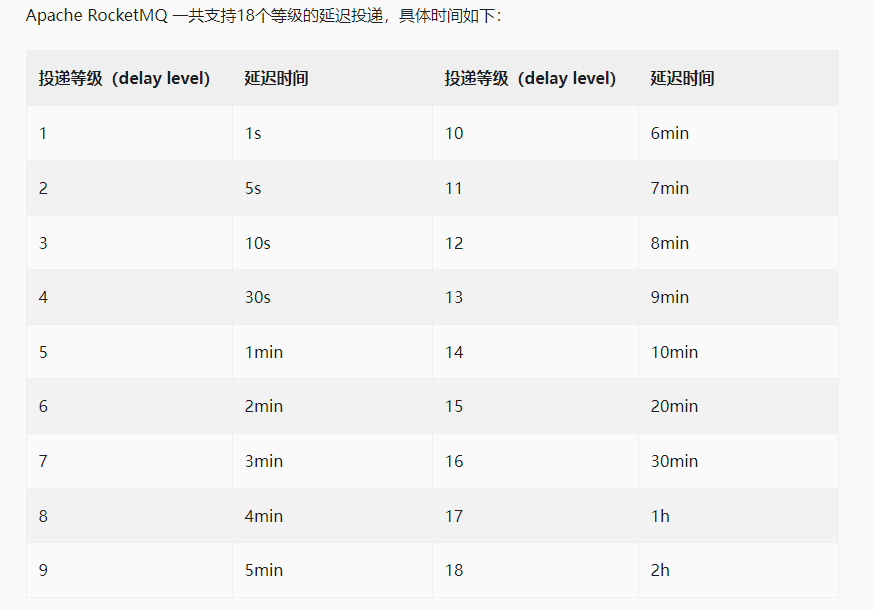 Apache RocketMQ 一共支持18个等级的延迟投递，具体时间如下：
投递等级（delay level） 延迟时间 投递等级（delay level） 延迟时间
1 1s 10 6min
2 5s 11 7min
3 10s 12 8min
4 30s 13 9min
5 1min 14 10min
6 2min 15 20min
7 3min 16 30min
8 4min 17 1h
9 5min 18 2h